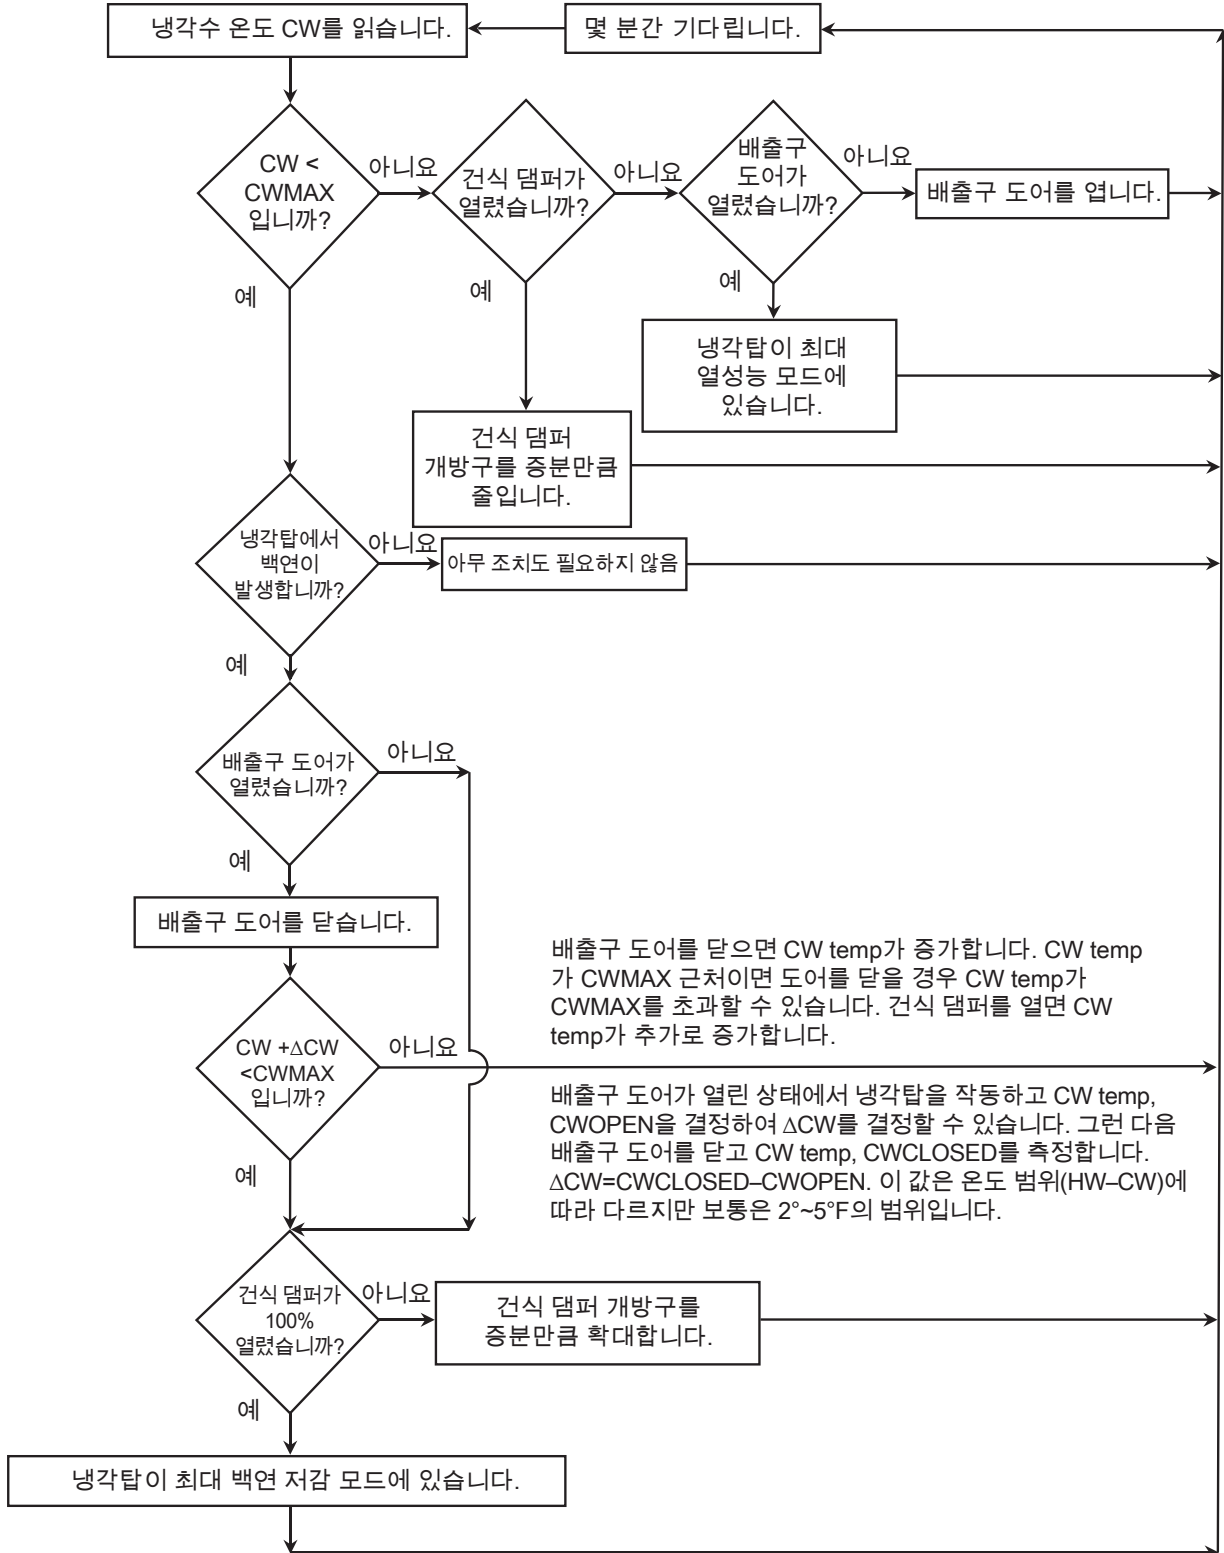 냉각수 온도 CW를 읽습니다.
몇 분간 기다립니다.
CW <
CWMAX
입니까?
아니요
예
건식 댐퍼가
열렸습니까?
아니요
예
배출구
도어가
열렸습니까?
아니요
예
배출구 도어를 엽니다.
냉각탑이 최대
열성능 모드에
있습니다.
건식 댐퍼
개방구를 증분만큼
줄입니다.
냉각탑에서
백연이
발생합니까?
아니요
예
아무 조치도 필요하지 않음
배출구 도어가
열렸습니까?
아니요
예
배출구 도어를 닫습니다.
배출구 도어를 닫으면 CW temp가 증가합니다. CW temp
가 CWMAX 근처이면 도어를 닫을 경우 CW temp가
CWMAX를 초과할 수 있습니다. 건식 댐퍼를 열면 CW
temp가 추가로 증가합니다.
CW +∆CW
<CWMAX
입니까?
아니요
예
배출구 도어가 열린 상태에서 냉각탑을 작동하고 CW temp,
CWOPEN을 결정하여 ∆CW를 결정할 수 있습니다. 그런 다음
배출구 도어를 닫고 CW temp, CWCLOSED를 측정합니다.
∆CW=CWCLOSED–CWOPEN. 이 값은 온도 범위(HW–CW)에
따라 다르지만 보통은 2°~5°F의 범위입니다.
건식 댐퍼가
100%
열렸습니까?
아니요
예
건식 댐퍼 개방구를
증분만큼 확대합니다.
냉각탑이 최대 백연 저감 모드에 있습니다.